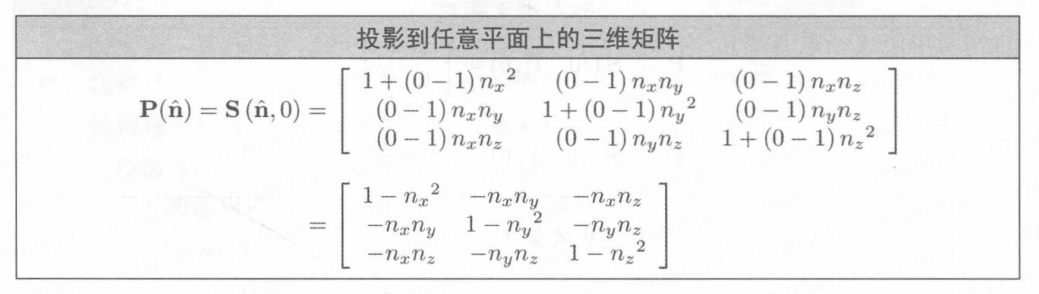 投影到任意平面上的三维矩阵
$$\mathbf{P}(\hat{\mathbf{n}}) = \mathbf{S}\,(\hat{\mathbf{n}}, 0) = \begin{bmatrix} 1+(0-1)\,{n_x}^2 & (0-1)\,n_x n_y & (0-1)\,n_x n_z \\ (0-1)\,n_x n_y & 1+(0-1)\,{n_y}^2 & (0-1)\,n_y n_z \\ (0-1)\,n_x n_z & (0-1)\,n_y n_z & 1+(0-1)\,{n_z}^2 \end{bmatrix}$$
$$= \begin{bmatrix} 1-{n_x}^2 & -n_x n_y & -n_x n_z \\ -n_x n_y & 1-{n_y}^2 & -n_y n_z \\ -n_x n_z & -n_y n_z & 1-{n_z}^2 \end{bmatrix}$$